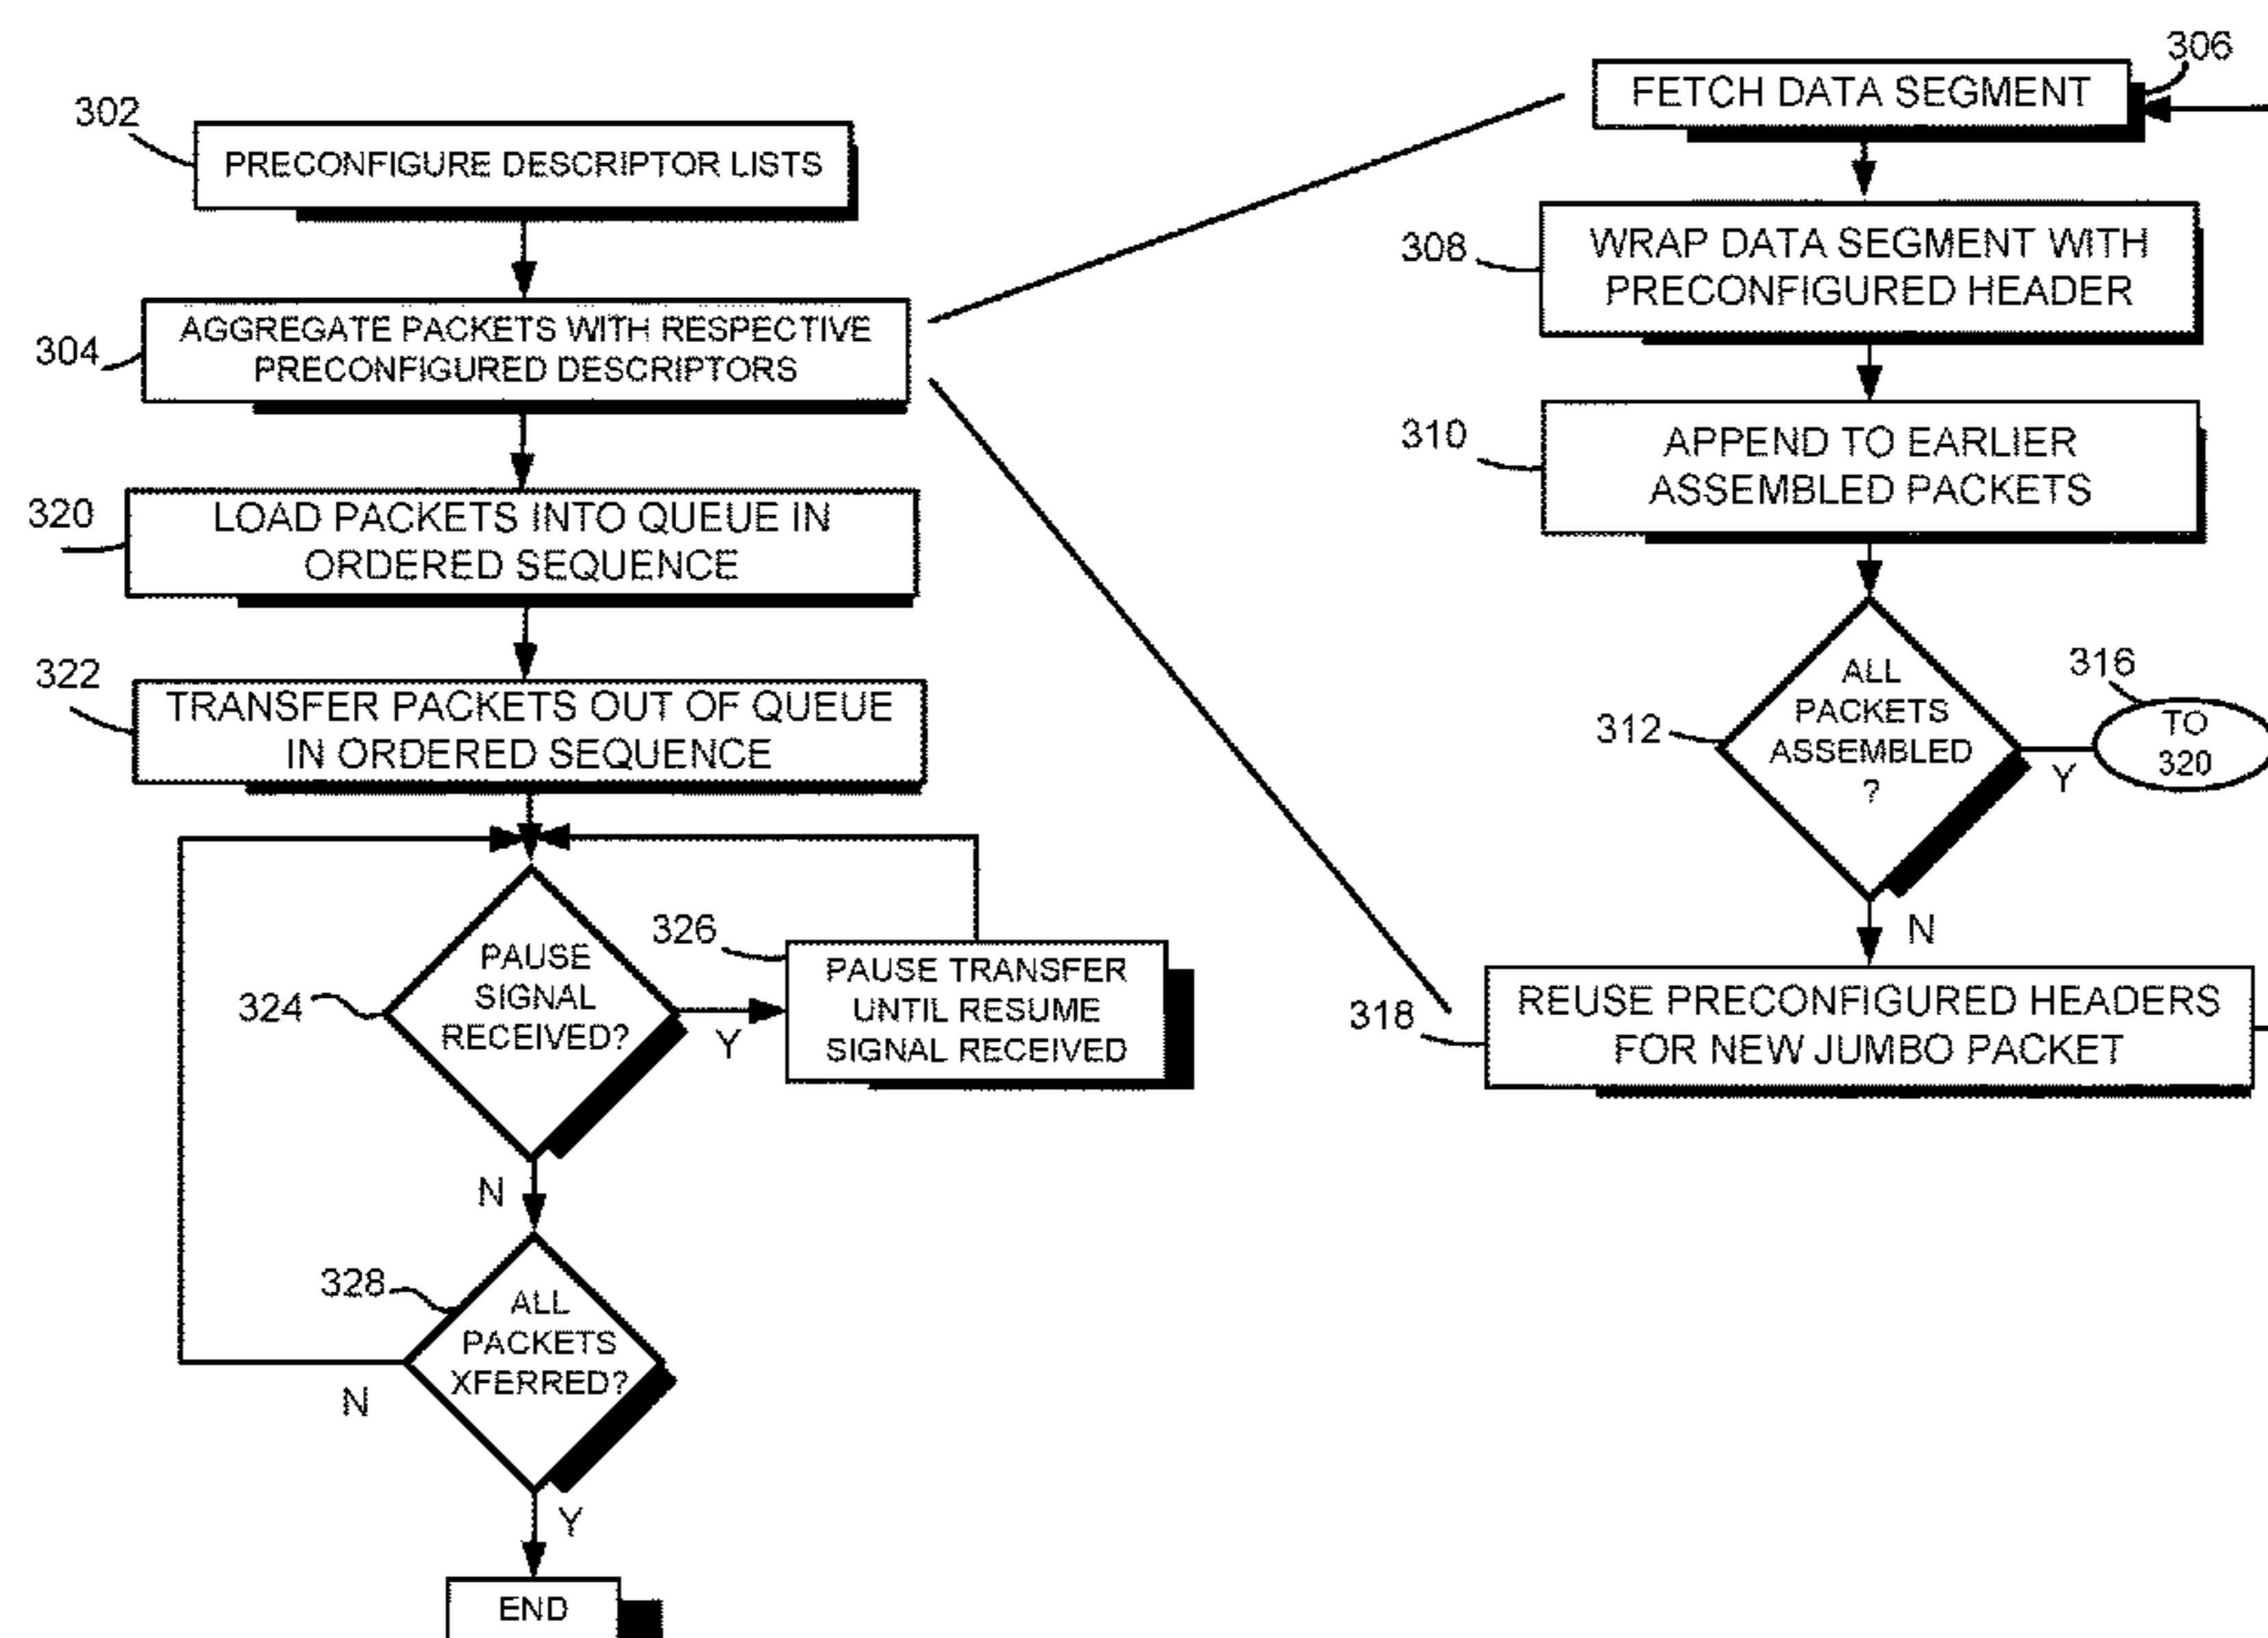 302
PRECONFIGURE DESCRIPTOR LISTS
304
AGGREGATE PACKETS WITH RESPECTIVE
PRECONFIGURED DESCRIPTORS
320
LOAD PACKETS INTO QUEUE IN
ORDERED SEQUENCE
322
TRANSFER PACKETS OUT OF QUEUE
IN ORDERED SEQUENCE
324
PAUSE
SIGNAL
RECEIVED?
Y
N
326
PAUSE TRANSFER
UNTIL RESUME
SIGNAL RECEIVED
328
ALL
PACKETS
XFERRED?
N
Y
END
306
FETCH DATA SEGMENT
308
WRAP DATA SEGMENT WITH
PRECONFIGURED HEADER
310
APPEND TO EARLIER
ASSEMBLED PACKETS
312
ALL
PACKETS
ASSEMBLED
?
Y
316
TO
320
N
318
REUSE PRECONFIGURED HEADERS
FOR NEW JUMBO PACKET